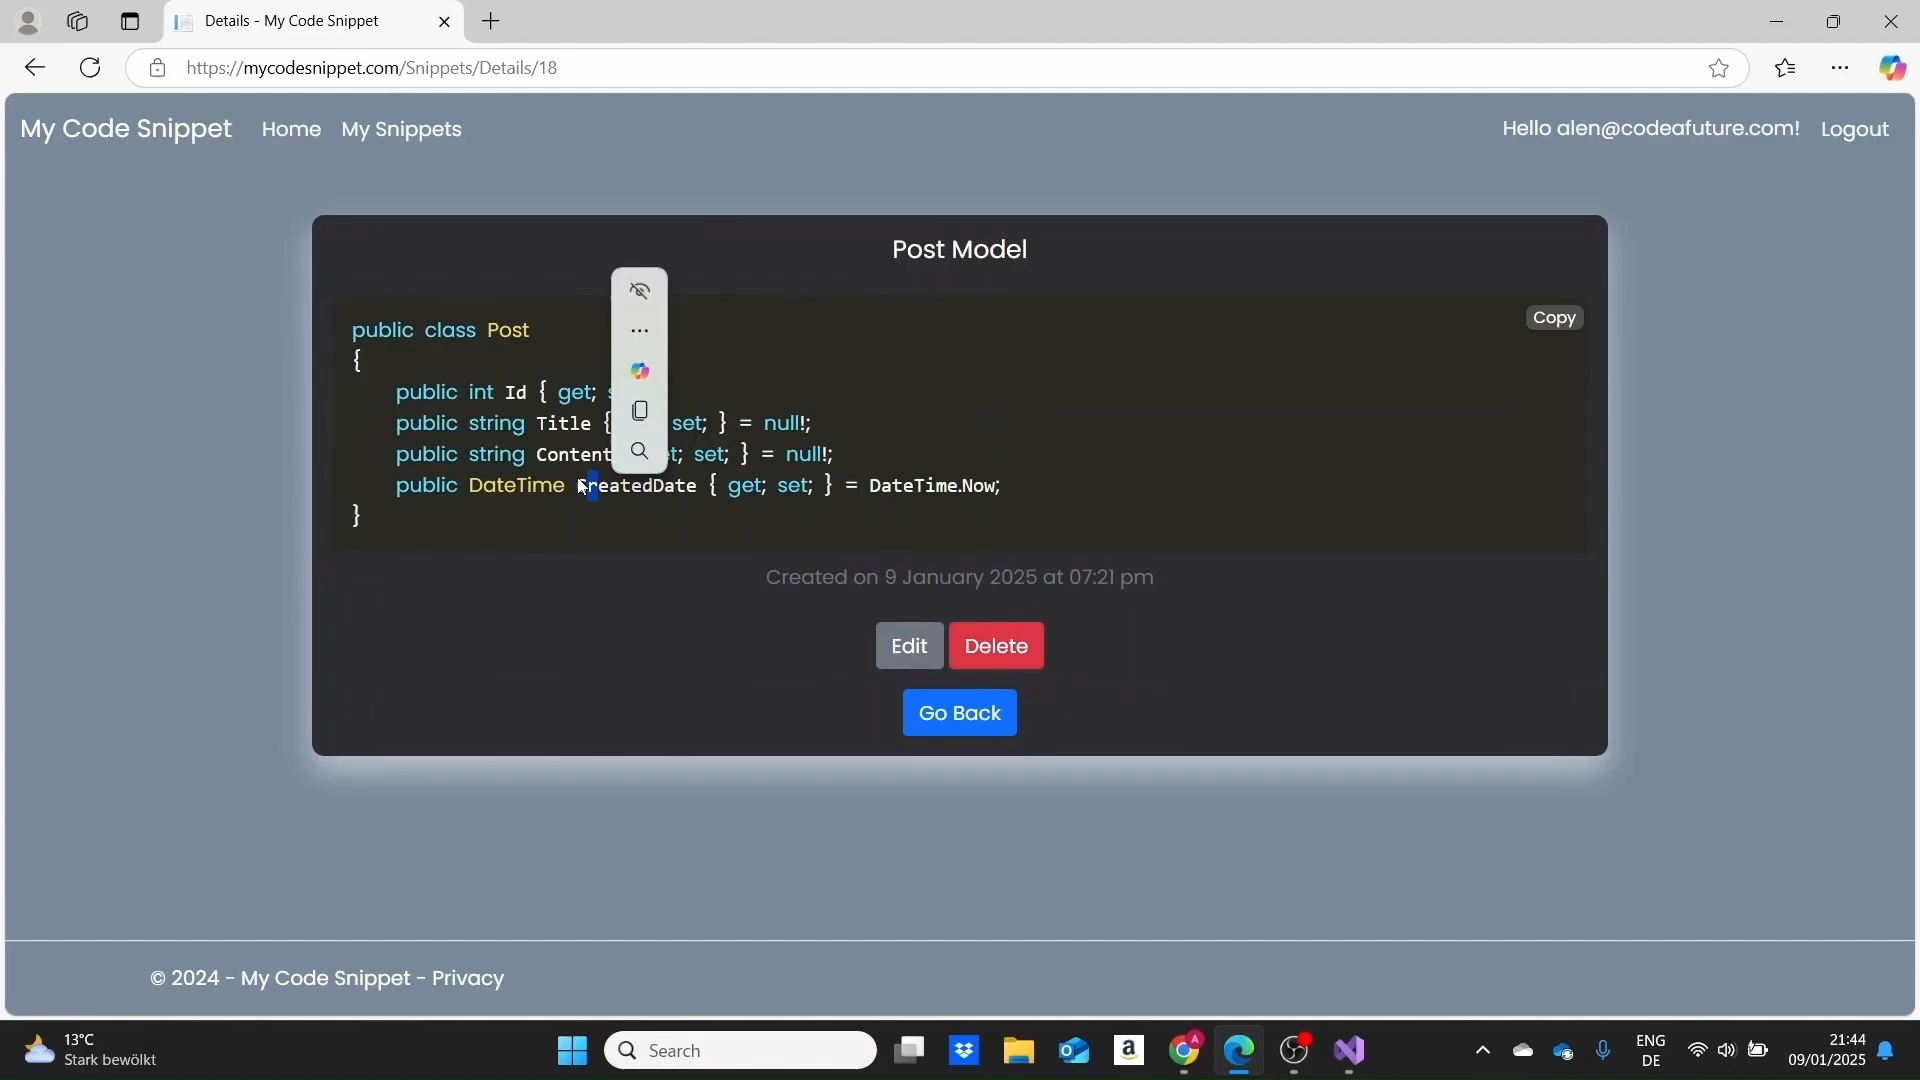 Details - My Code Snippet
https://mycodesnippet.com/Snippets/Details/18
My Code Snippet Home My Snippets Hello alen@codeafuture.com! Logout
Post Model
Copy
public class Post
{
public int Id { get;
public string Title { set; } = null!;
public string Content set; } = null!;
public DateTime CreatedDate { get; set; } = DateTime.Now;
}
Created on 9 January 2025 at 07:21 pm
Edit Delete
Go Back
© 2024 - My Code Snippet - Privacy
13°C
Stark bewölkt
Search
ENG
DE
21:44
09/01/2025